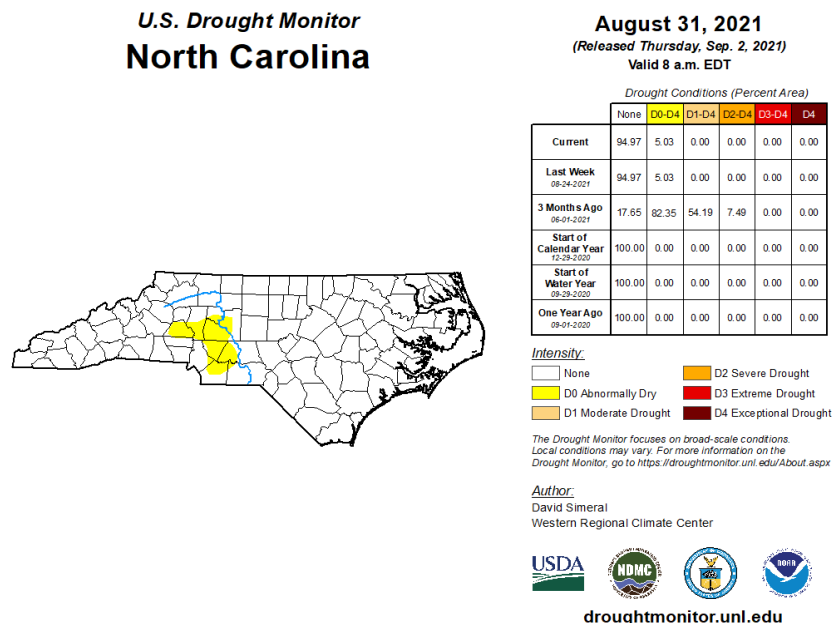 U.S. Drought Monitor
North Carolina
August 31, 2021
(Released Thursday, Sep. 2, 2021)
Valid 8 a.m. EDT
Drought Conditions (Percent Area)
None D0-D4 D1-D4 D2-D4 D3-D4 D4
Current 94.97 5.03 0.00 0.00 0.00 0.00
Last Week
08-24-2021
94.97 5.03 0.00 0.00 0.00 0.00
3 Months Ago
06-01-2021
17.65 82.35 54.19 7.49 0.00 0.00
Start of
Calendar Year
12-29-2020
100.00 0.00 0.00 0.00 0.00 0.00
Start of
Water Year
09-29-2020
100.00 0.00 0.00 0.00 0.00 0.00
One Year Ago
09-01-2020
100.00 0.00 0.00 0.00 0.00 0.00
Intensity:
None
D0 Abnormally Dry
D1 Moderate Drought
D2 Severe Drought
D3 Extreme Drought
D4 Exceptional Drought
The Drought Monitor focuses on broad-scale conditions.
Local conditions may vary. For more information on the
Drought Monitor, go to https://droughtmonitor.unl.edu/About.aspx
Author:
David Simeral
Western Regional Climate Center
USDA
NDMC
NOAA
droughtmonitor.unl.edu